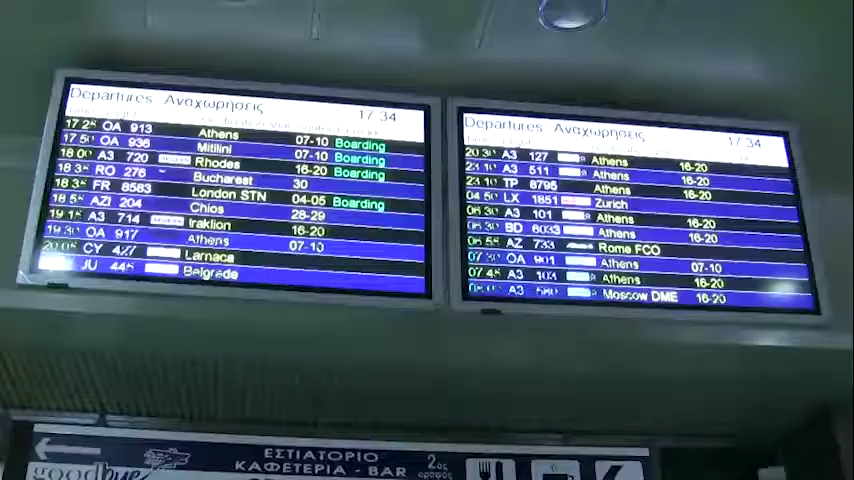 Departures Αναχωρήσεις 17:34
17:25 OA 913 Athens 07-10 Boarding
17:50 OA 936 Mitilini 07-10 Boarding
18:00 A3 720 Rhodes 16-20 Boarding
18:35 RO 276 Bucharest 30
18:35 FR 8583 London STN 04-05 Boarding
18:55 AZI 204 Chios 28-29
19:15 A3 714 Iraklion 16-20
19:30 OA 917 Athens 07-10
20:05 CY 427 Larnaca
JU 445 Belgrade
Departures Αναχωρήσεις 17:34
20:30 A3 127 Athens 16-20
23:10 A3 511 Athens 16-20
23:10 TP 8795 Athens 16-20
04:50 LX 1851 Zurich
06:30 A3 101 Athens 16-20
06:30 BD 6033 Athens 16-20
06:55 AZ 733 Rome FCO
07:30 OA 901 Athens 07-10
07:45 A3 103 Athens 16-20
A3 Moscow DME 16-20
ΕΣΤΙΑΤΟΡΙΟ
ΚΑΦΕΤΕΡΙΑ - BAR 2ος όροφος
goodbye